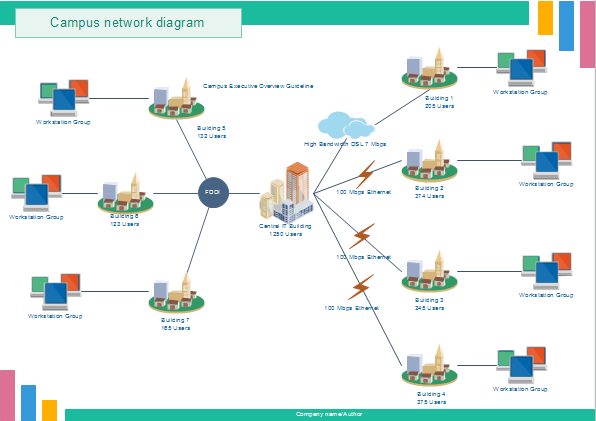 Campus network diagram
Campus Executive Overview Guideline
Workstation Group
Building 5
132 Users
Building 1
205 Users
Workstation Group
High Bandwidth DSL 7 Mbps
FDDI
Workstation Group
Building 6
122 Users
Central IT Building
1250 Users
100 Mbps Ethernet
Building 2
374 Users
Workstation Group
100 Mbps Ethernet
Workstation Group
Building 7
165 Users
100 Mbps Ethernet
Building 3
245 Users
Workstation Group
Building 4
375 Users
Workstation Group
Company name/Author